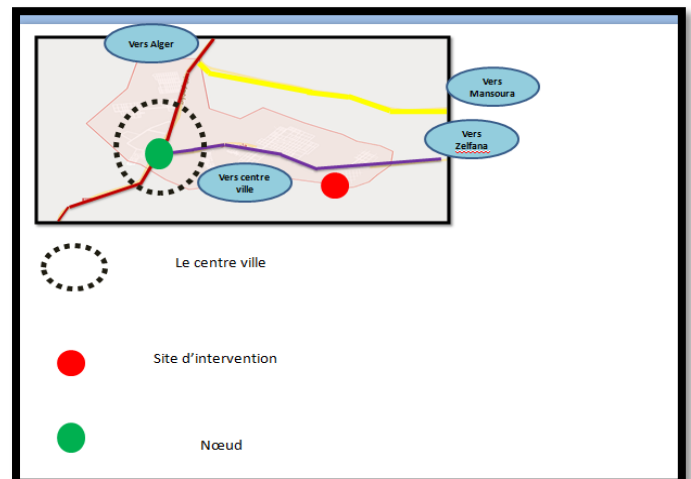 Vers Alger
Vers
Mansoura
Vers
Zelfana
Vers centre
ville
Le centre ville
Site d’intervention
Nœud